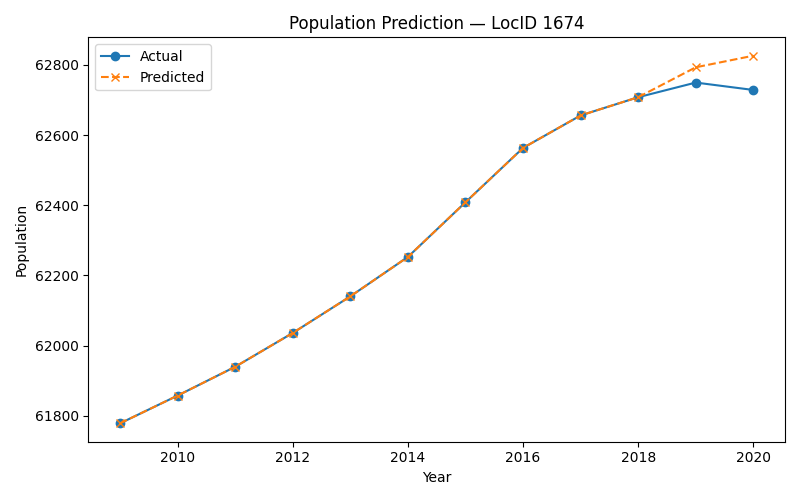 Population Prediction — LocID 1674
Actual
Predicted
62800
62600
62400
62200
62000
61800
Population
2010
2012
2014
2016
2018
2020
Year